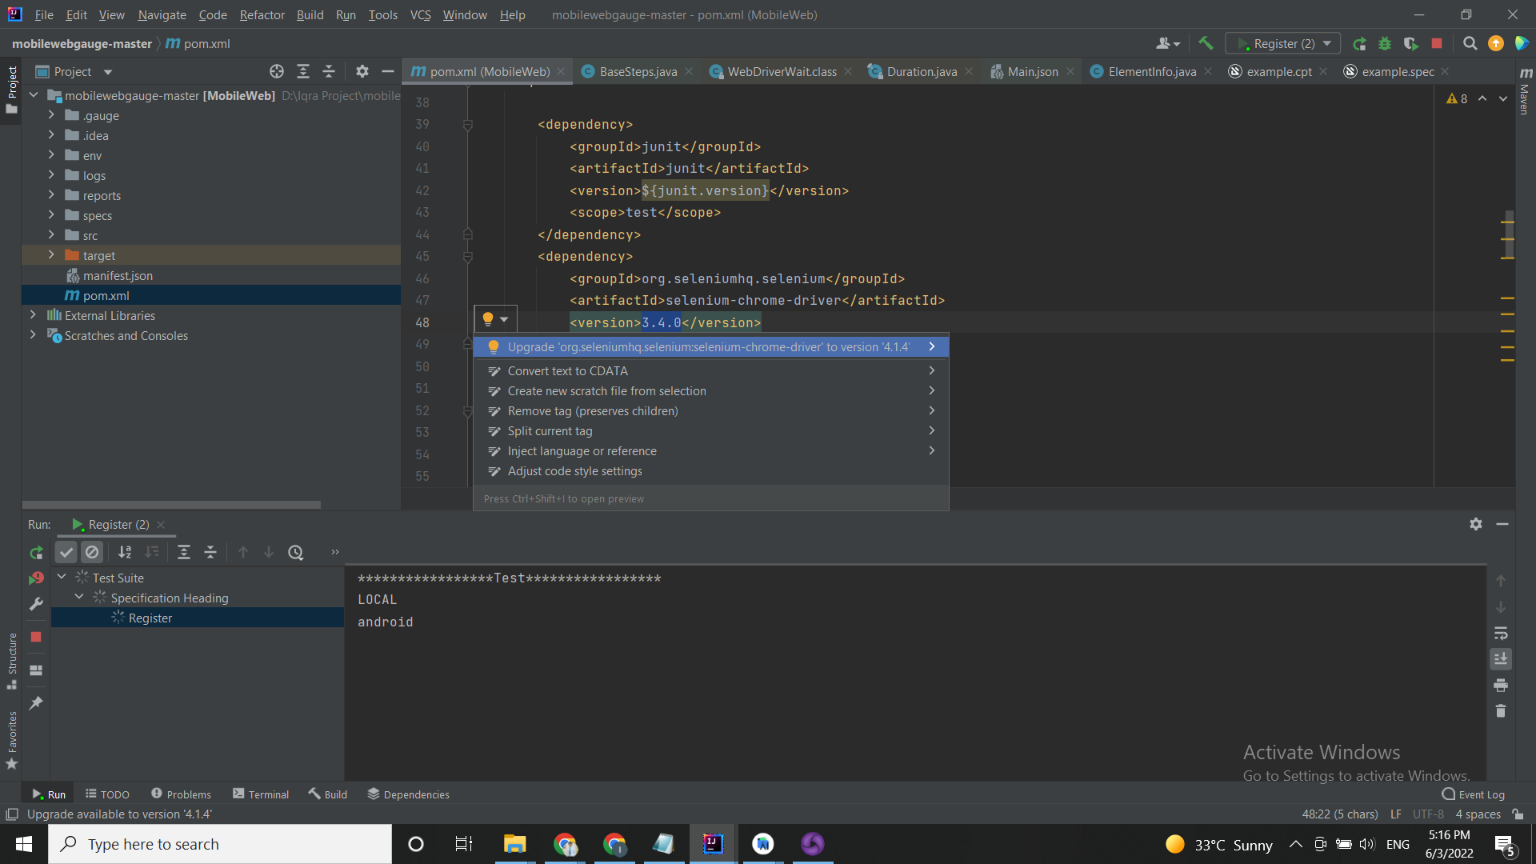 File Edit View Navigate Code Refactor Build Run Tools VCS Window Help mobilewebgauge-master - pom.xml (MobileWeb)
mobilewebgauge-master pom.xml
Register (2)
Project
pom.xml (MobileWeb) BaseSteps.java WebDriverWait.class Duration.java Main.json ElementInfo.java example.cpt example.spec
Project
Maven
mobilewebgauge-master [MobileWeb] D:\Iqra Project\mobile
.gauge
.idea
env
logs
reports
specs
src
target
manifest.json
pom.xml
External Libraries
Scratches and Consoles
8
38
39 <dependency>
40 <groupId>junit</groupId>
41 <artifactId>junit</artifactId>
42 <version>${junit.version}</version>
43 <scope>test</scope>
44 </dependency>
45 <dependency>
46 <groupId>org.seleniumhq.selenium</groupId>
47 <artifactId>selenium-chrome-driver</artifactId>
48 <version>3.4.0</version>
49
50
51
52
53
54
55
Upgrade 'org.seleniumhq.selenium:selenium-chrome-driver' to version '4.1.4'
Convert text to CDATA
Create new scratch file from selection
Remove tag (preserves children)
Split current tag
Inject language or reference
Adjust code style settings
Press Ctrl+Shift+I to open preview
Run: Register (2)
Test Suite
Specification Heading
Register
*****************Test*****************
LOCAL
android
Structure
Favorites
Activate Windows
Go to Settings to activate Windows.
Run TODO Problems Terminal Build Dependencies Event Log
Upgrade available to version '4.1.4' 48:22 (5 chars) LF UTF-8 4 spaces
Type here to search
33°C Sunny ENG
5:16 PM
6/3/2022
5